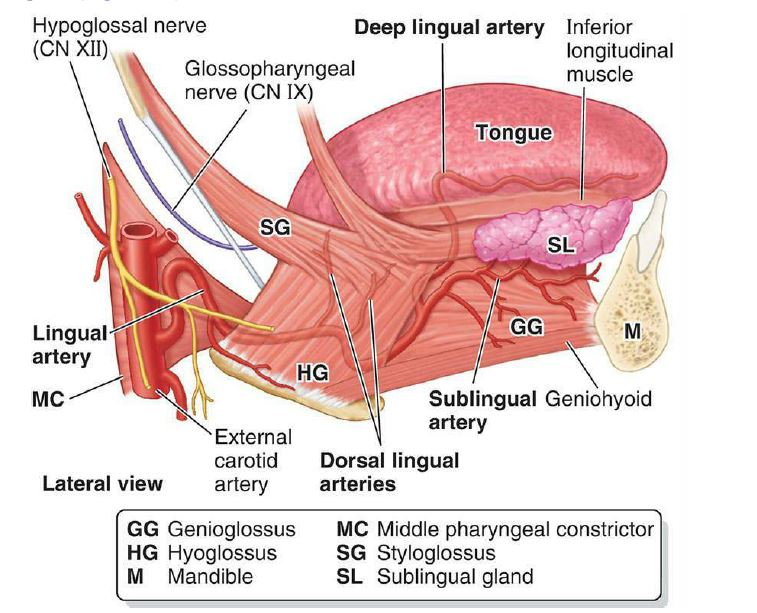 Hypoglossal nerve
(CN XII)
Glossopharyngeal
nerve (CN IX)
Deep lingual artery
Inferior
longitudinal
muscle
Tongue
SG
SL
Lingual
artery
GG
M
HG
MC
Sublingual
artery
Geniohyoid
External
carotid
artery
Dorsal lingual
arteries
Lateral view
GG Genioglossus
HG Hyoglossus
M Mandible
MC Middle pharyngeal constrictor
SG Styloglossus
SL Sublingual gland